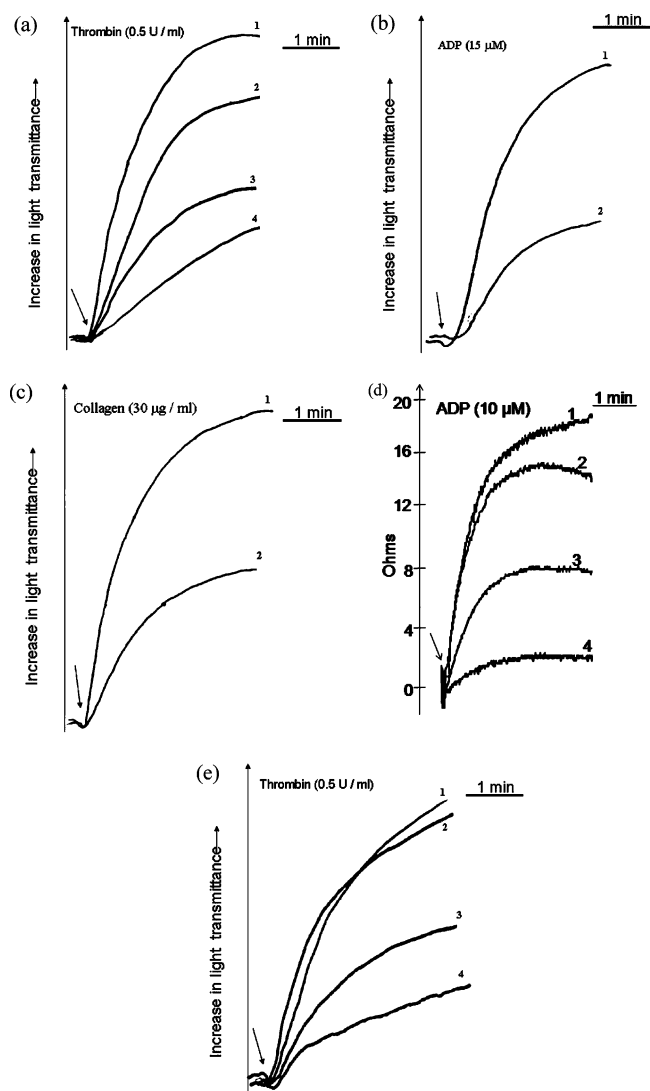 (a)
Thrombin (0.5 U / ml)
1 min
Increase in light transmittance
1
2
3
4
(b)
ADP (15 µM)
1 min
Increase in light transmittance
1
2
(c)
Collagen (30 µg / ml)
1 min
Increase in light transmittance
1
2
(d)
ADP (10 µM)
1 min
Ohms
20
16
12
8
4
0
1
2
3
4
(e)
Thrombin (0.5 U / ml)
1 min
Increase in light transmittance
1
2
3
4